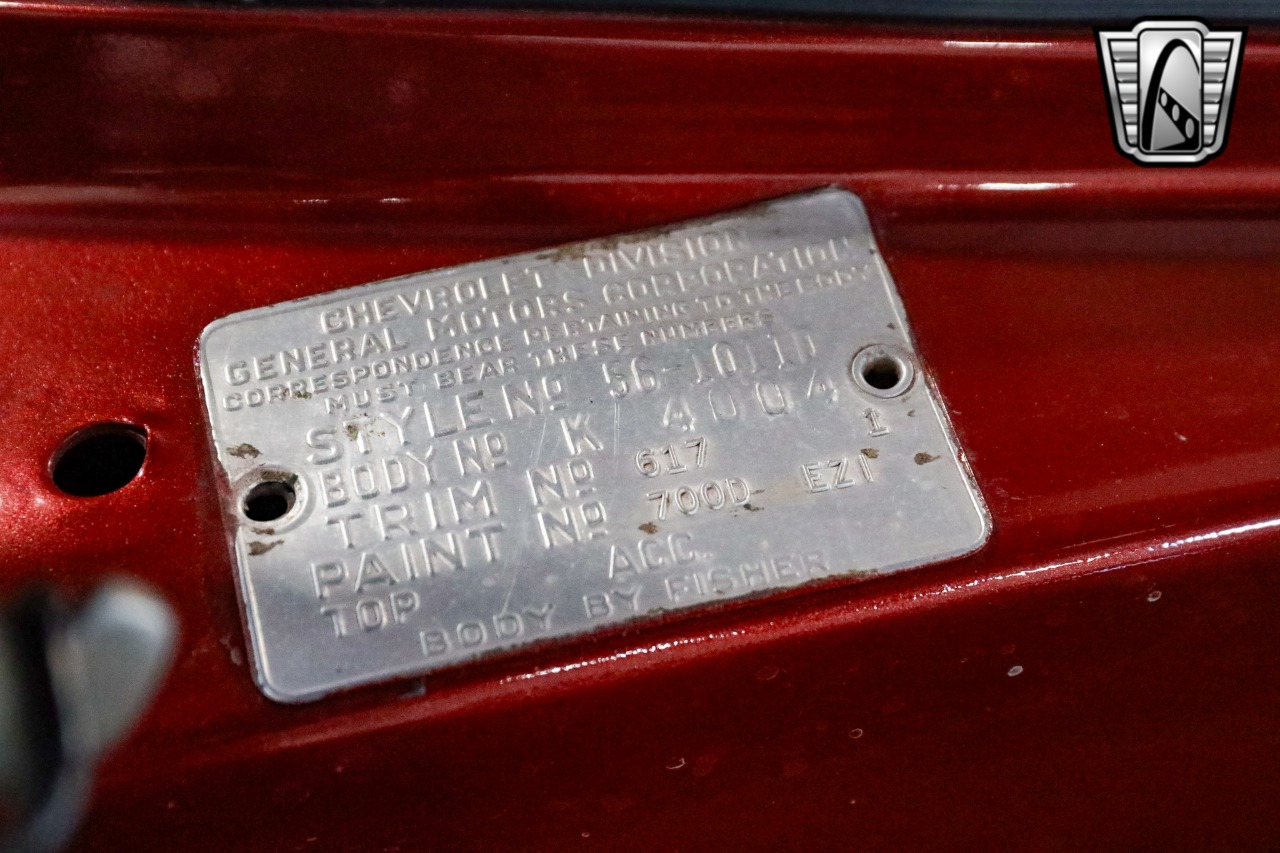 CHEVROLET DIVISION
GENERAL MOTORS CORPORATION
CORRESPONDENCE PERTAINING TO THE BODY
MUST BEAR THESE NUMBERS
STYLE Nº 56-1011D
BODY Nº K 4004
TRIM Nº 617 1
PAINT Nº 700D EZI
TOP ACC.
BODY BY FISHER